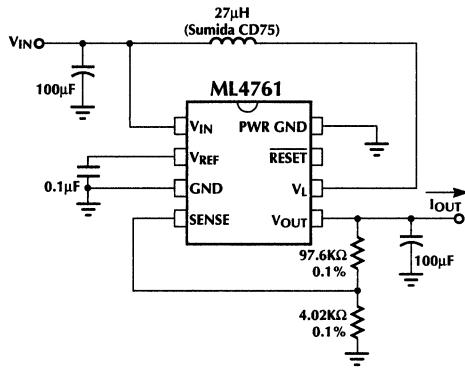 27µH
(Sumida CD75)
VIN
100µF
ML4761
VIN
PWR GND
VREF
RESET
0.1µF
GND
VL
IOUT
SENSE
VOUT
97.6KΩ
0.1%
100µF
4.02KΩ
0.1%